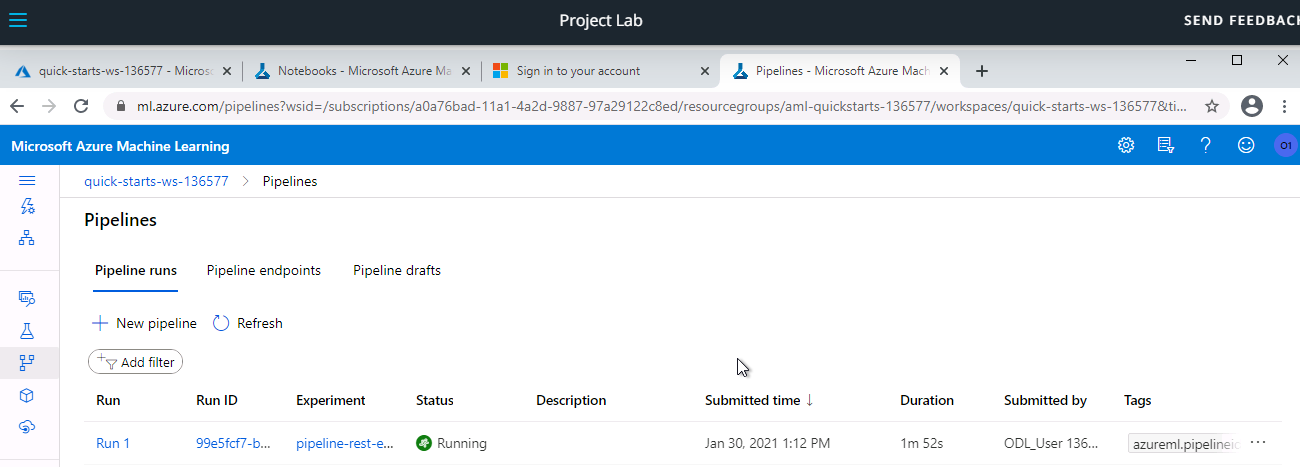 Project Lab
SEND FEEDBACK
quick-starts-ws-136577 - Micros
Notebooks - Microsoft Azure Ma
Sign in to your account
Pipelines - Microsoft Azure Mach
ml.azure.com/pipelines?wsid=/subscriptions/a0a76bad-11a1-4a2d-9887-97a29122c8ed/resourcegroups/aml-quickstarts-136577/workspaces/quick-starts-ws-136577&ti...
Microsoft Azure Machine Learning
O1
quick-starts-ws-136577 > Pipelines
Pipelines
Pipeline runs Pipeline endpoints Pipeline drafts
New pipeline Refresh
Add filter
Run Run ID Experiment Status Description Submitted time ↓ Duration Submitted by Tags
Run 1 99e5fcf7-b... pipeline-rest-e... Running Jan 30, 2021 1:12 PM 1m 52s ODL_User 136... azureml.pipelineid ...